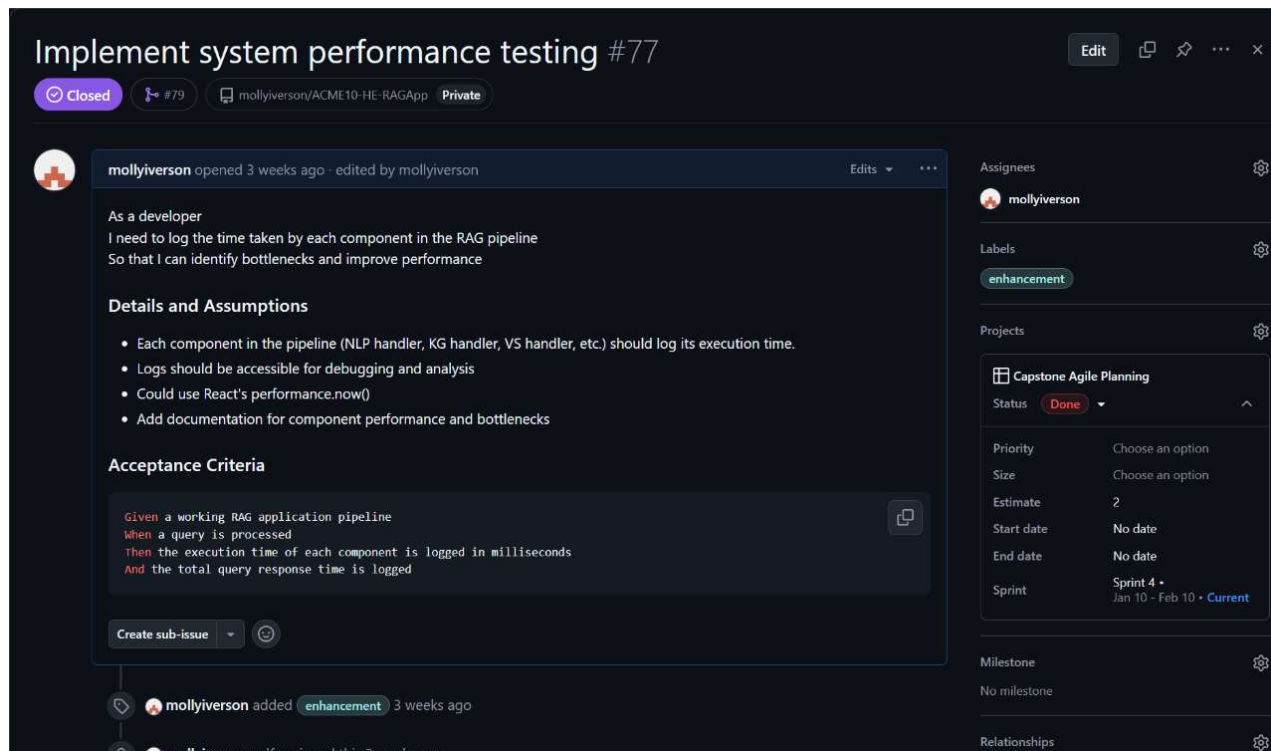 Implement system performance testing #77
Edit
Closed
#79
mollyiverson/ACME10-HE-RAGApp Private
mollyiverson opened 3 weeks ago · edited by mollyiverson
Edits
As a developer
I need to log the time taken by each component in the RAG pipeline
So that I can identify bottlenecks and improve performance
Details and Assumptions
• Each component in the pipeline (NLP handler, KG handler, VS handler, etc.) should log its execution time.
• Logs should be accessible for debugging and analysis
• Could use React's performance.now()
• Add documentation for component performance and bottlenecks
Acceptance Criteria
Given a working RAG application pipeline
When a query is processed
Then the execution time of each component is logged in milliseconds
And the total query response time is logged
Create sub-issue
mollyiverson added enhancement 3 weeks ago
Assignees
mollyiverson
Labels
enhancement
Projects
Capstone Agile Planning
Status Done
Priority Choose an option
Size Choose an option
Estimate 2
Start date No date
End date No date
Sprint Sprint 4 •
Jan 10 - Feb 10 • Current
Milestone
No milestone
Relationships